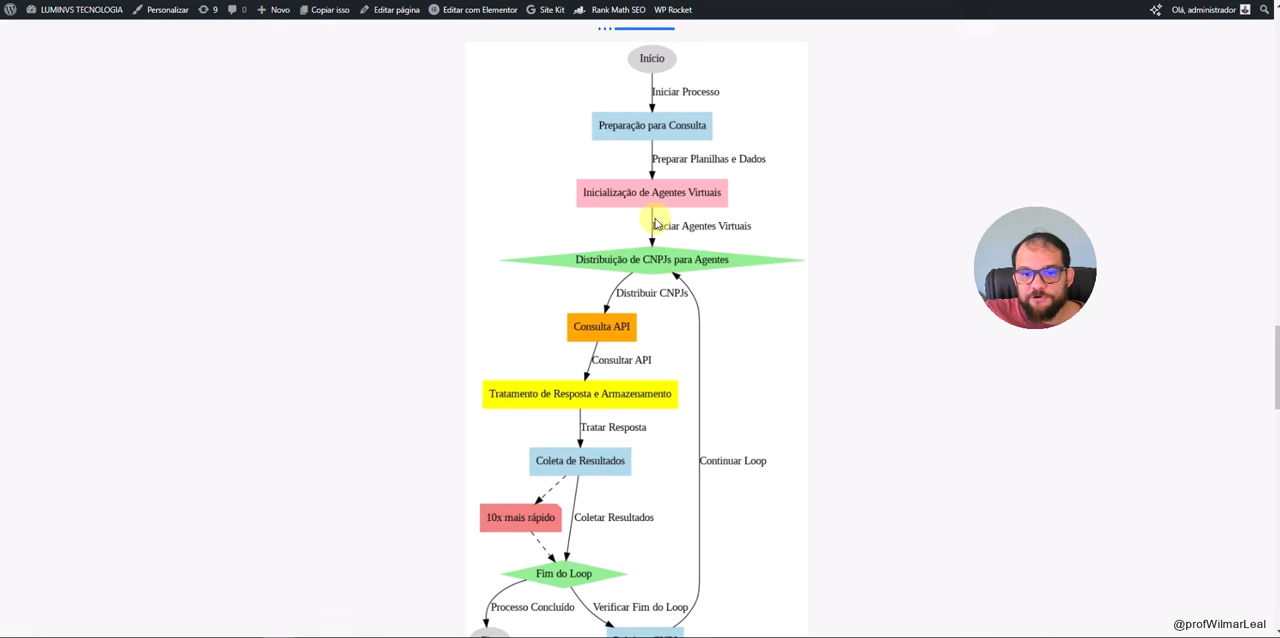 LUMINVS TECNOLOGIA Personalizar 9 0 Novo Copiar isso Editar página Editar com Elementor Site Kit Rank Math SEO WP Rocket Olá, administrador
Início
Iniciar Processo
Preparação para Consulta
Preparar Planilhas e Dados
Inicialização de Agentes Virtuais
Iniciar Agentes Virtuais
Distribuição de CNPJs para Agentes
Distribuir CNPJs
Consulta API
Consultar API
Tratamento de Resposta e Armazenamento
Tratar Resposta
Coleta de Resultados
Continuar Loop
10x mais rápido
Coletar Resultados
Fim do Loop
Processo Concluído
Verificar Fim do Loop
@profWilmarLeal